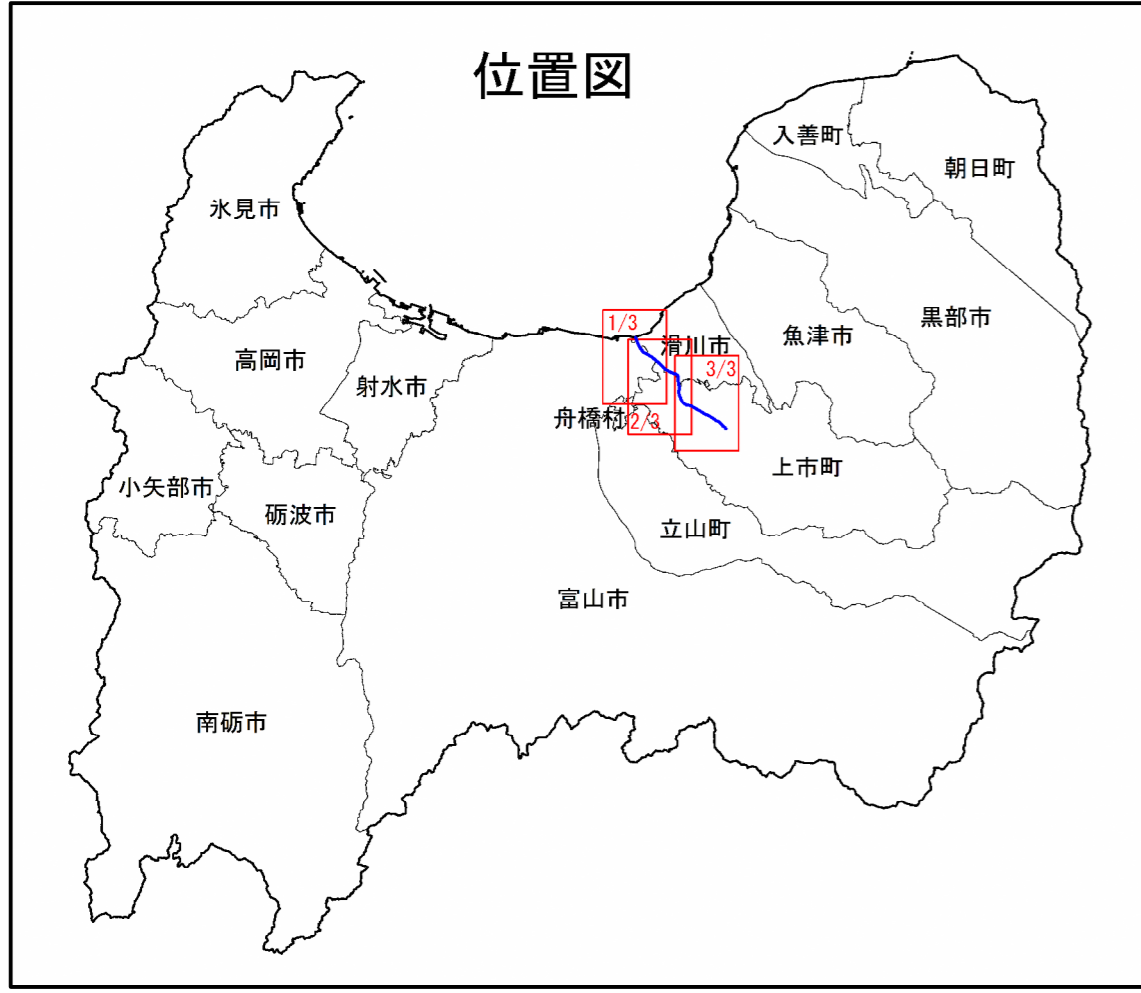 位置図
入善町
朝日町
氷見市
黒部市
1/3
魚津市
滑川市
高岡市
3/3
射水市
舟橋村
2/3
上市町
小矢部市
砺波市
立山町
富山市
南砺市